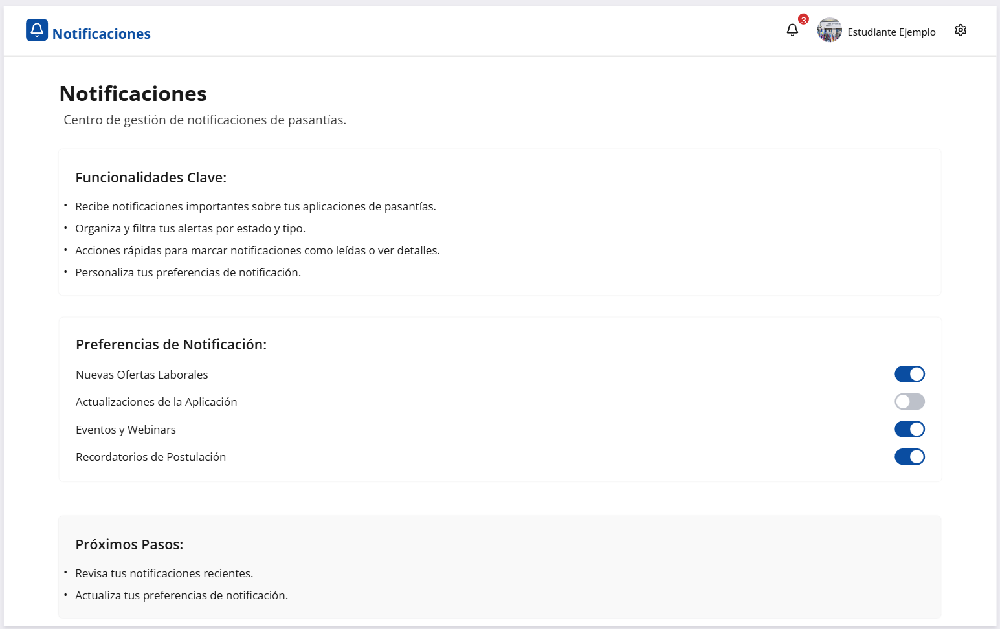 Notificaciones
3
Estudiante Ejemplo
Notificaciones
Centro de gestión de notificaciones de pasantías.
Funcionalidades Clave:
• Recibe notificaciones importantes sobre tus aplicaciones de pasantías.
• Organiza y filtra tus alertas por estado y tipo.
• Acciones rápidas para marcar notificaciones como leídas o ver detalles.
• Personaliza tus preferencias de notificación.
Preferencias de Notificación:
Nuevas Ofertas Laborales
Actualizaciones de la Aplicación
Eventos y Webinars
Recordatorios de Postulación
Próximos Pasos:
• Revisa tus notificaciones recientes.
• Actualiza tus preferencias de notificación.